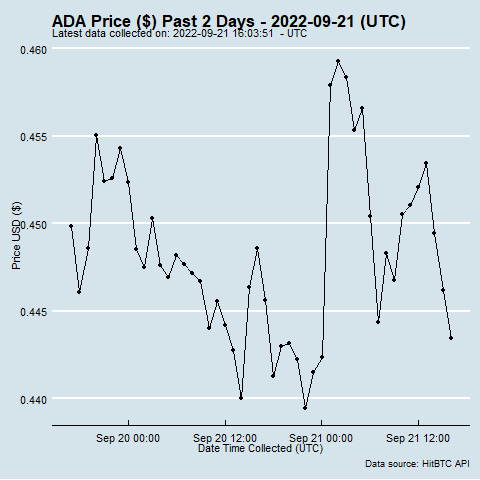 ADA Price ($) Past 2 Days - 2022-09-21 (UTC)
Latest data collected on: 2022-09-21 16:03:51  - UTC
0.460
0.455
0.450
0.445
0.440
Price USD ($)
Sep 20 00:00 Sep 20 12:00 Sep 21 00:00 Sep 21 12:00
Date Time Collected (UTC)
Data source: HitBTC API